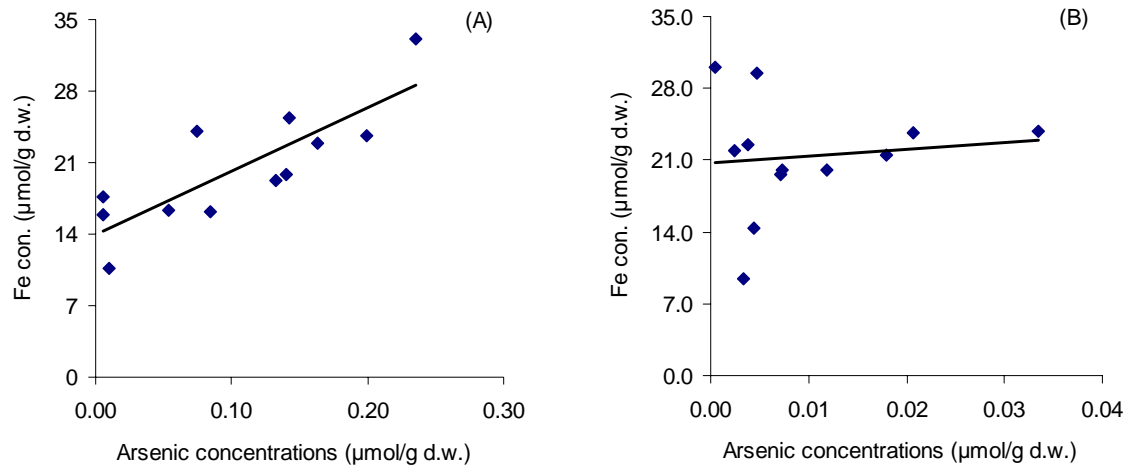 (A)
35
28
21
14
7
0
Fe con. (µmol/g d.w.)
0.00 0.10 0.20 0.30
Arsenic concentrations (µmol/g d.w.)
(B)
35.0
28.0
21.0
14.0
7.0
0.0
Fe con. (µmol/g d.w.)
0.00 0.01 0.02 0.03 0.04
Arsenic concentrations (µmol/g d.w.)